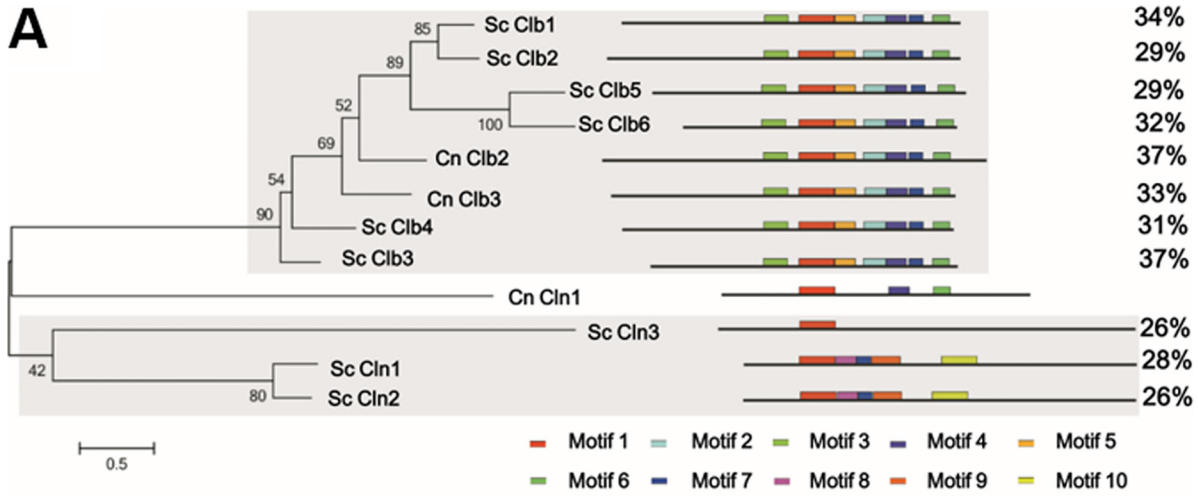 A
85 Sc Clb1 34%
89 Sc Clb2 29%
52 Sc Clb5 29%
100 Sc Clb6 32%
69 Cn Clb2 37%
54 Cn Clb3 33%
90 Sc Clb4 31%
Sc Clb3 37%
Cn Cln1
Sc Cln3 26%
42 Sc Cln1 28%
80 Sc Cln2 26%
0.5
Motif 1 Motif 2 Motif 3 Motif 4 Motif 5
Motif 6 Motif 7 Motif 8 Motif 9 Motif 10